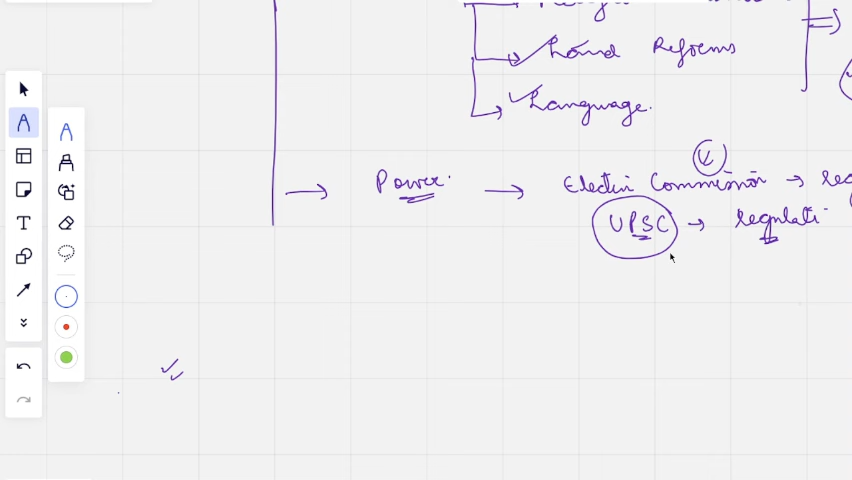 Land Reforms
Language.
→ Power. → Election Commission →
UPSC → regulati